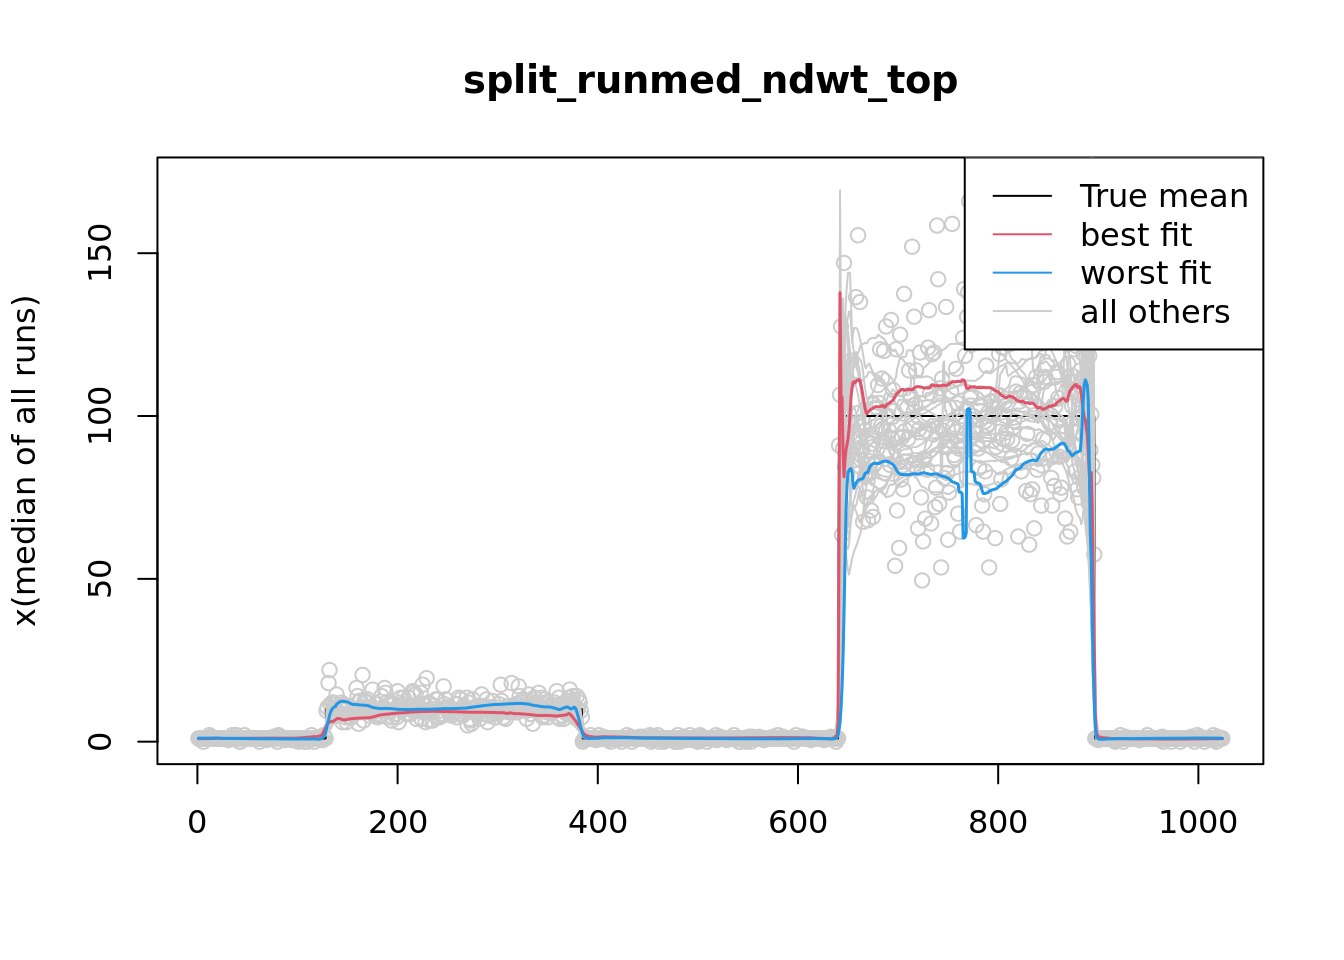 split_runmed_ndwt_top
True mean
best fit
worst fit
all others
x(median of all runs)
150
100
50
0
0 200 400 600 800 1000